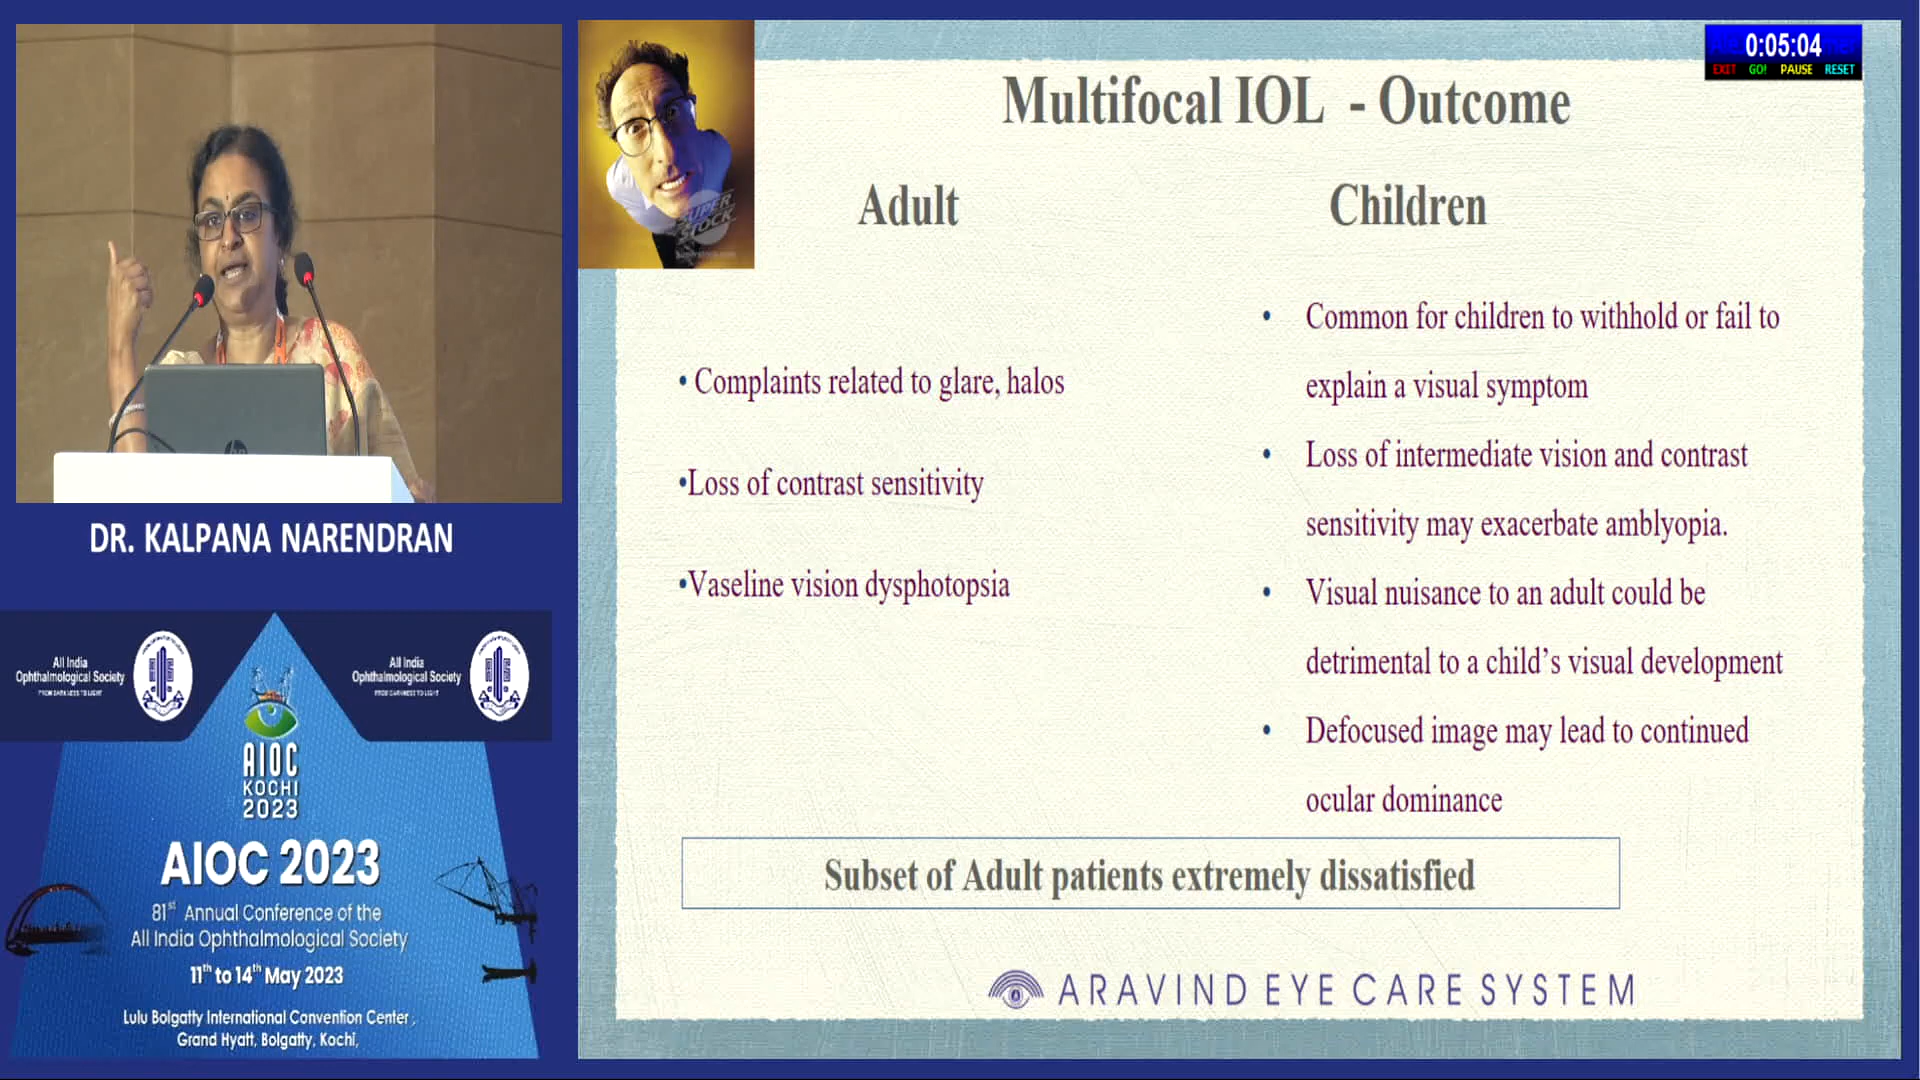 DR. KALPANA NARENDRAN
All India
Ophthalmological Society
FROM DARKNESS TO LIGHT
All India
Ophthalmological Society
FROM DARKNESS TO LIGHT
AIOC
KOCHI
2023
AIOC 2023
81st Annual Conference of the
All India Ophthalmological Society
11th to 14th May 2023
Lulu Bolgatty International Convention Center ,
Grand Hyatt, Bolgatty, Kochi,
SUPER
STOCK
0:05:04
EXIT GO! PAUSE RESET
Multifocal IOL - Outcome
Adult
• Complaints related to glare, halos
•Loss of contrast sensitivity
•Vaseline vision dysphotopsia
Children
• Common for children to withhold or fail to
explain a visual symptom
• Loss of intermediate vision and contrast
sensitivity may exacerbate amblyopia.
• Visual nuisance to an adult could be
detrimental to a child’s visual development
• Defocused image may lead to continued
ocular dominance
Subset of Adult patients extremely dissatisfied
ARAVIND EYE CARE SYSTEM